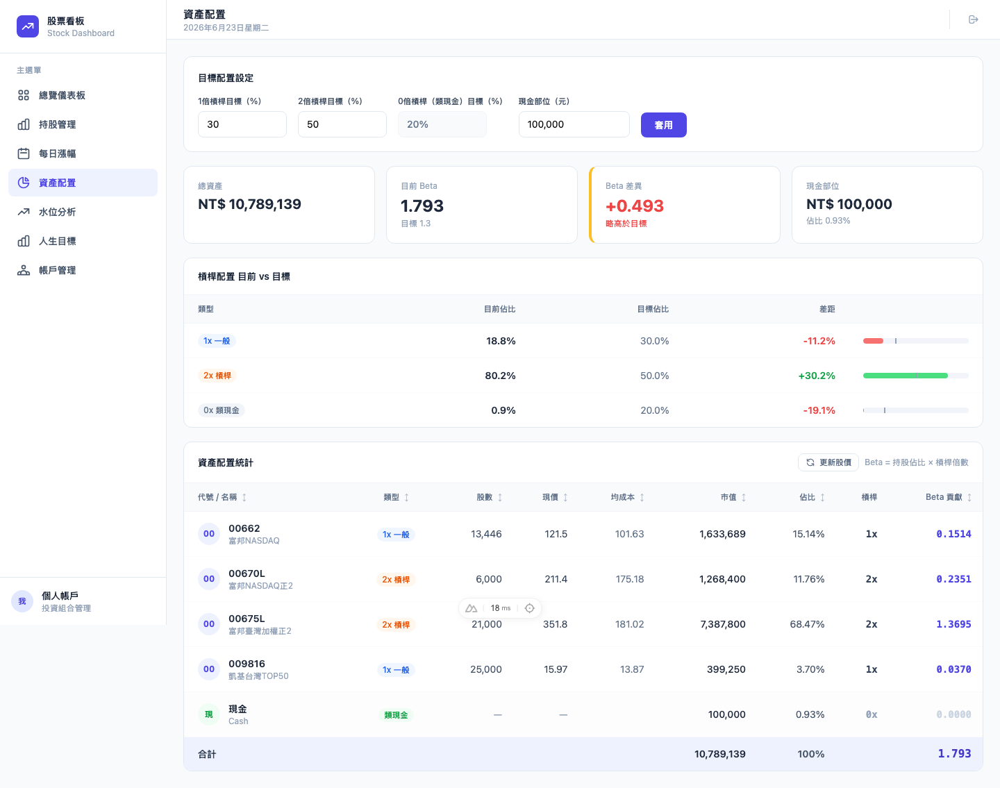 股票看板
Stock Dashboard
主選單
總覽儀表板
持股管理
每日漲幅
資產配置
水位分析
人生目標
帳戶管理
我
個人帳戶
投資組合管理
資產配置
2026年6月23日星期二
目標配置設定
1倍槓桿目標（%） 2倍槓桿目標（%） 0倍槓桿（類現金）目標（%） 現金部位（元）
30 50 20% 100,000 套用
總資產
NT$ 10,789,139
目前 Beta
1.793
目標 1.3
Beta 差異
+0.493
略高於目標
現金部位
NT$ 100,000
佔比 0.93%
槓桿配置 目前 vs 目標
類型 目前佔比 目標佔比 差距
1x 一般 18.8% 30.0% -11.2%
2x 槓桿 80.2% 50.0% +30.2%
0x 類現金 0.9% 20.0% -19.1%
資產配置統計 更新股價 Beta = 持股佔比 × 槓桿倍數
代號 / 名稱 類型 股數 現價 均成本 市值 佔比 槓桿 Beta 貢獻
00 00662 1x 一般 13,446 121.5 101.63 1,633,689 15.14% 1x 0.1514
富邦NASDAQ
00 00670L 2x 槓桿 6,000 211.4 175.18 1,268,400 11.76% 2x 0.2351
富邦NASDAQ正2
18 ms
00 00675L 2x 槓桿 21,000 351.8 181.02 7,387,800 68.47% 2x 1.3695
富邦臺灣加權正2
00 009816 1x 一般 25,000 15.97 13.87 399,250 3.70% 1x 0.0370
凱基台灣TOP50
現 現金 類現金 — — 100,000 0.93% 0x 0.0000
Cash
合計 10,789,139 100% 1.793